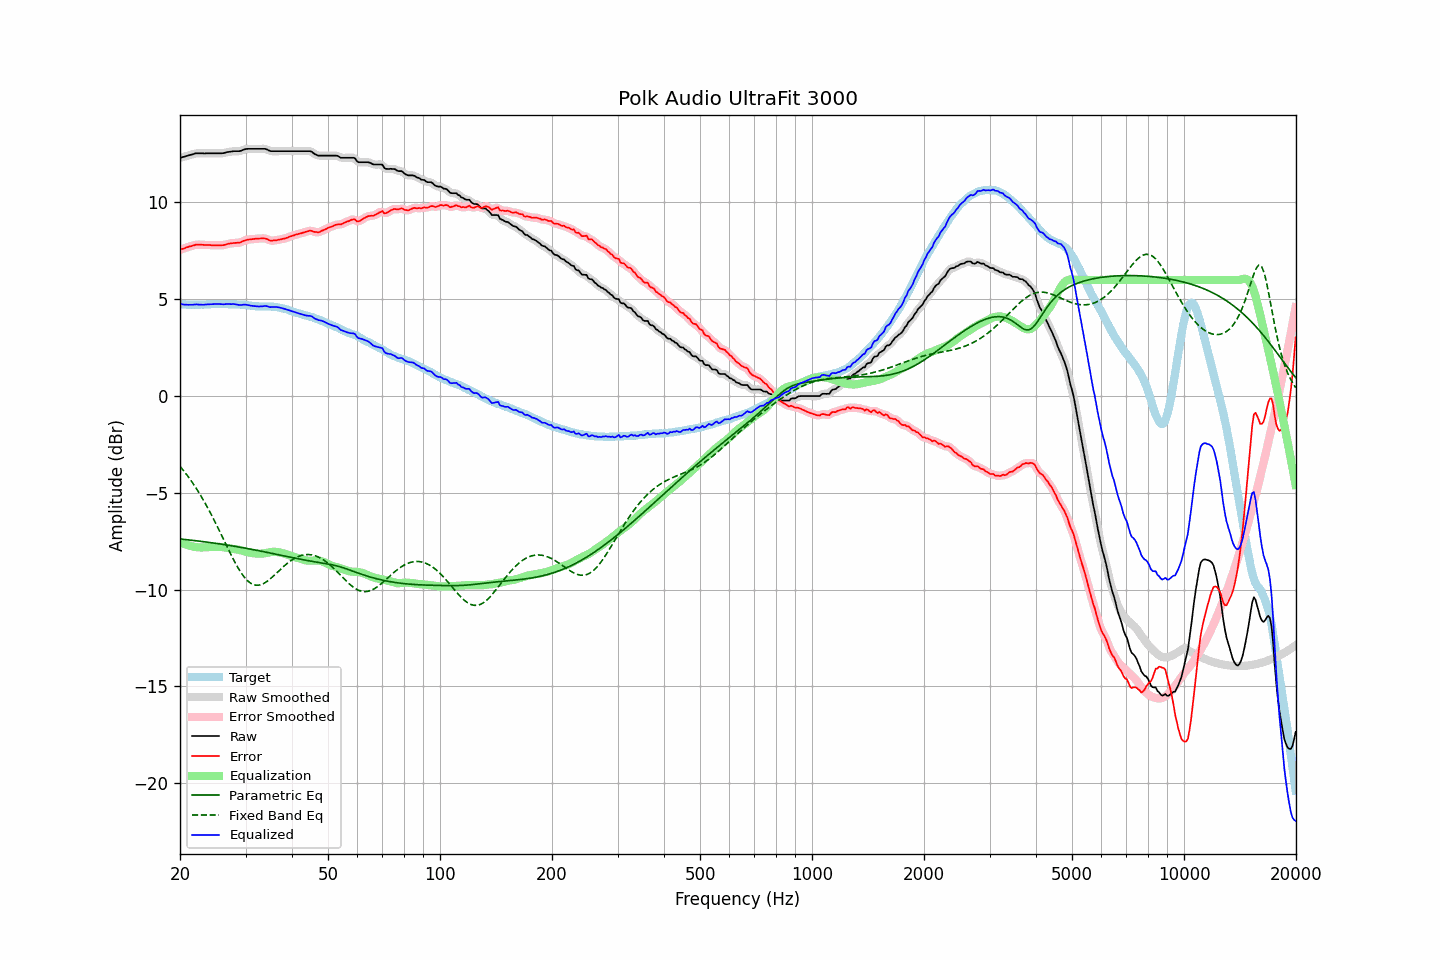 Polk Audio UltraFit 3000
Amplitude (dBr)
10
5
0
−5
−10
−15
−20
Target
Raw Smoothed
Error Smoothed
Raw
Error
Equalization
Parametric Eq
Fixed Band Eq
Equalized
20 50 100 200 500 1000 2000 5000 10000 20000
Frequency (Hz)